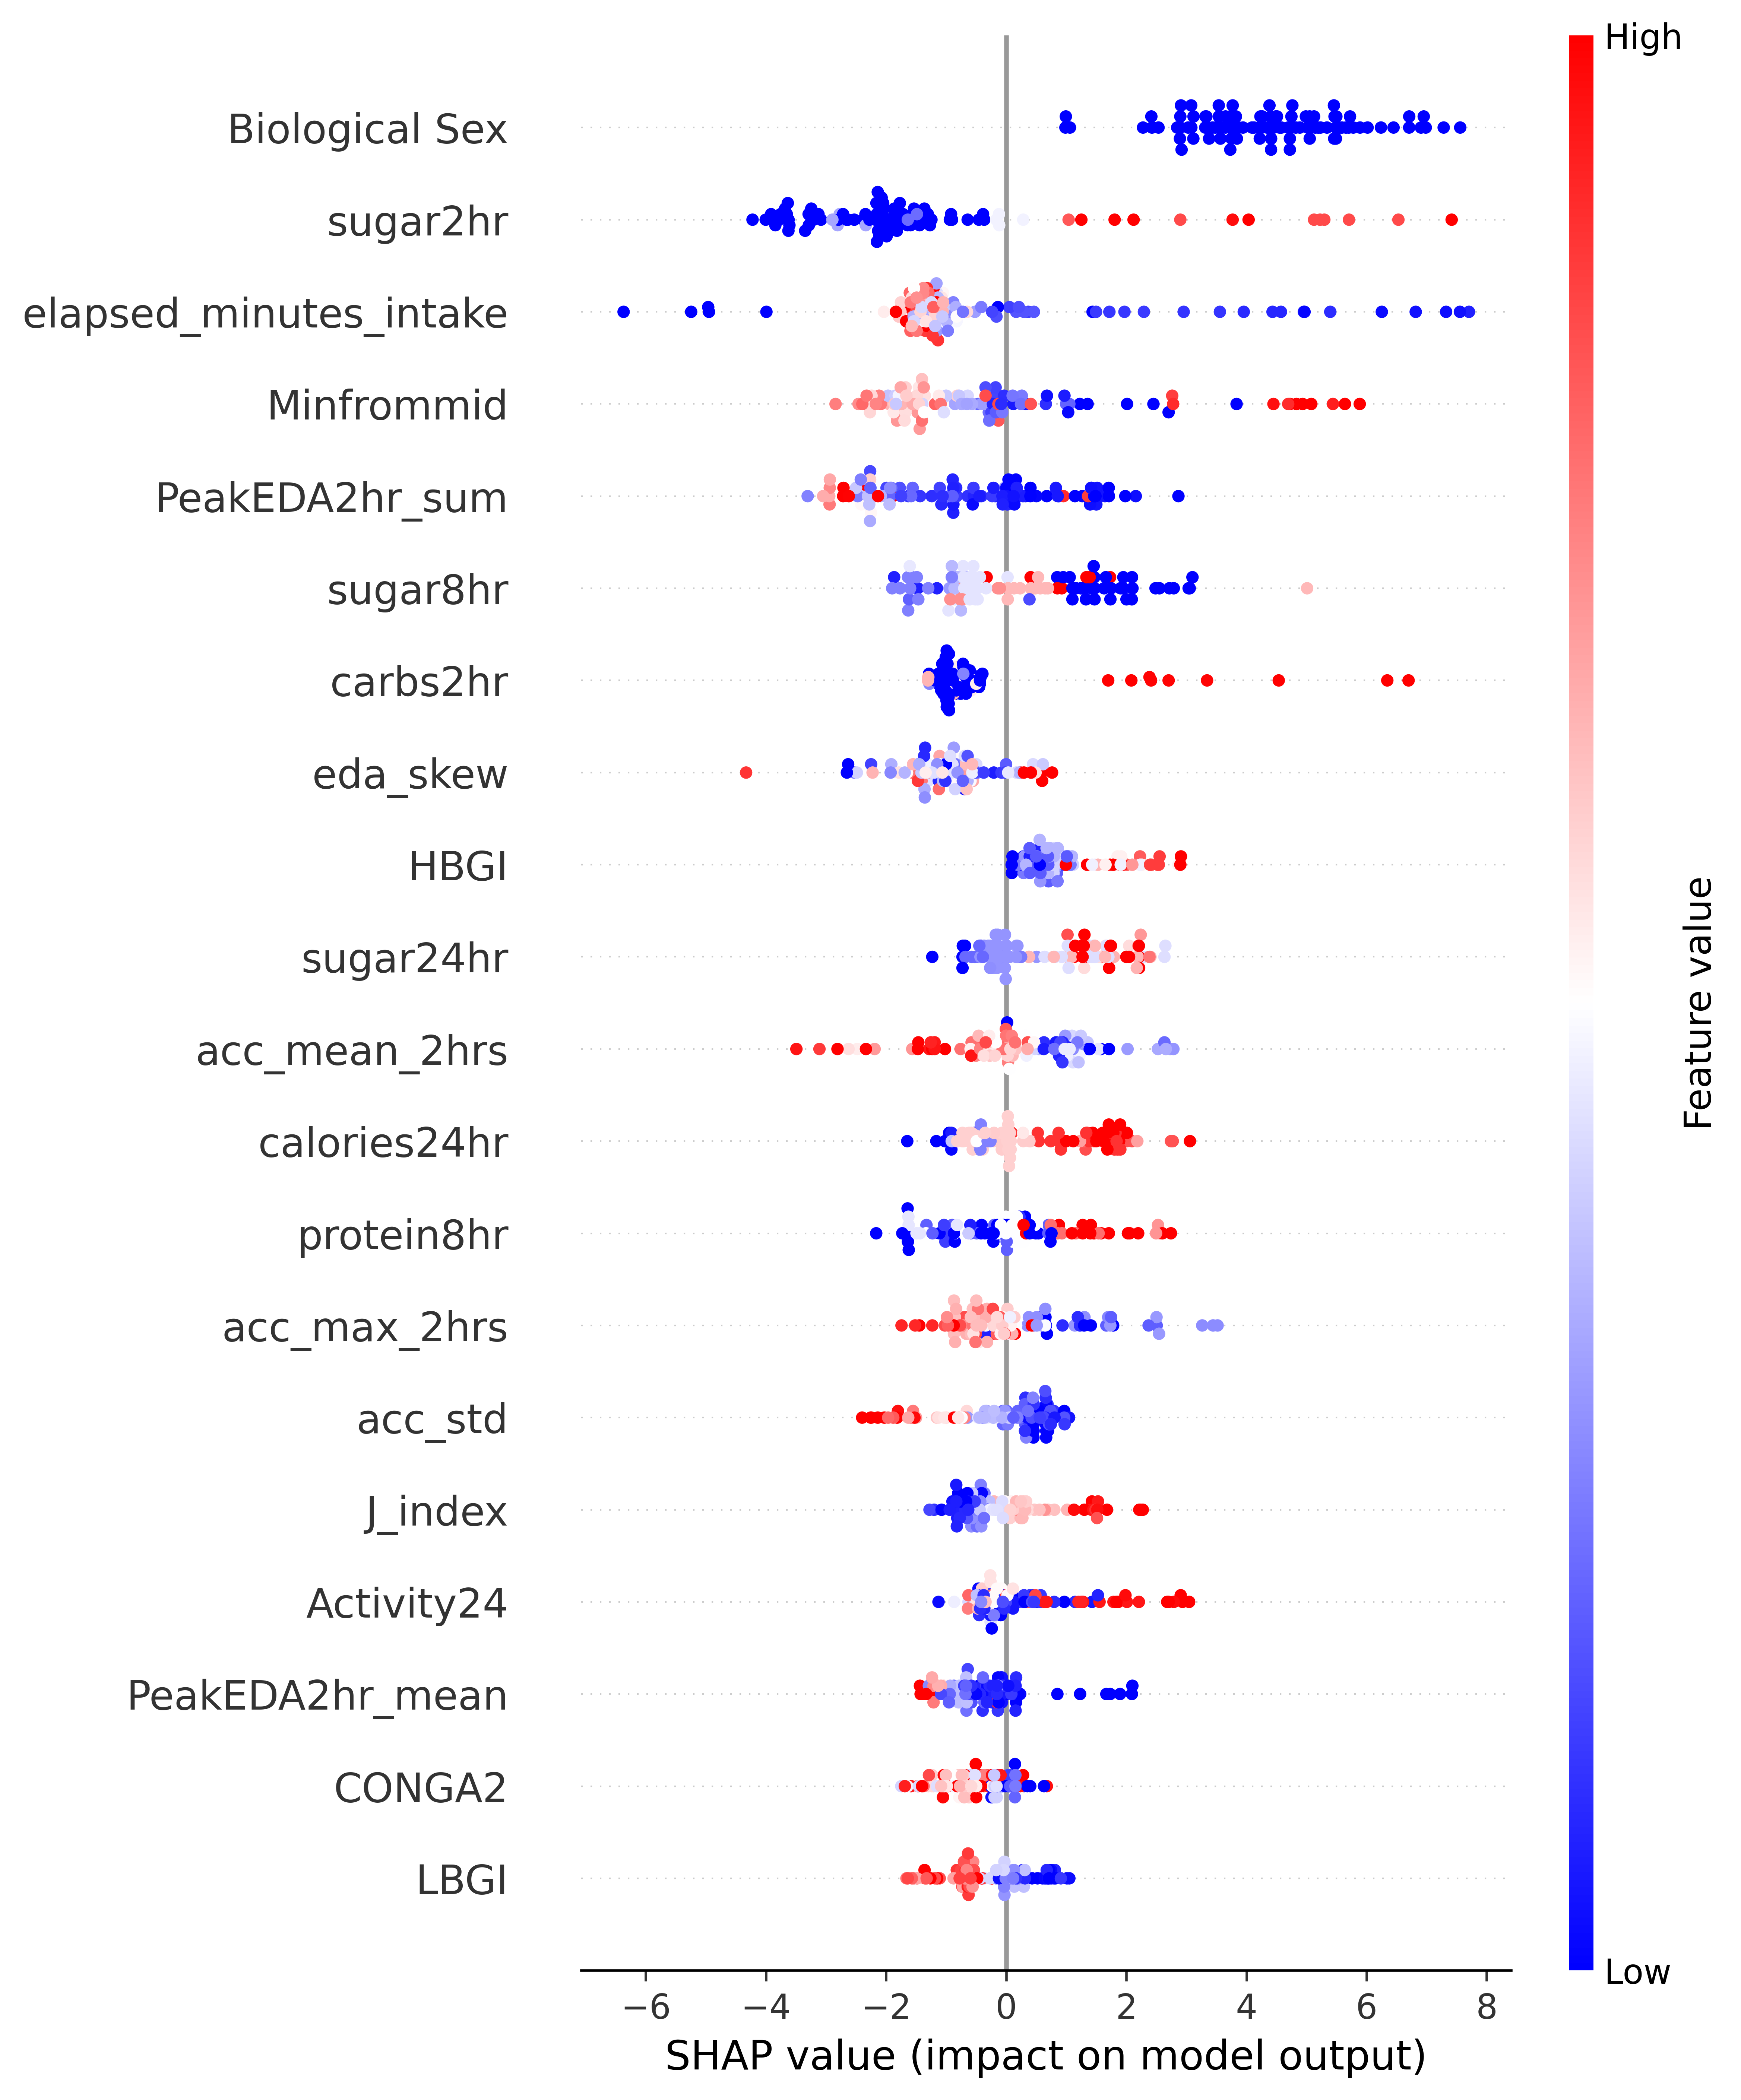 High
Biological Sex
sugar2hr
elapsed_minutes_intake
Minfrommid
PeakEDA2hr_sum
sugar8hr
carbs2hr
eda_skew
HBGI
sugar24hr
acc_mean_2hrs
calories24hr
protein8hr
acc_max_2hrs
acc_std
J_index
Activity24
PeakEDA2hr_mean
CONGA2
LBGI
Feature value
Low
−6 −4 −2 0 2 4 6 8
SHAP value (impact on model output)